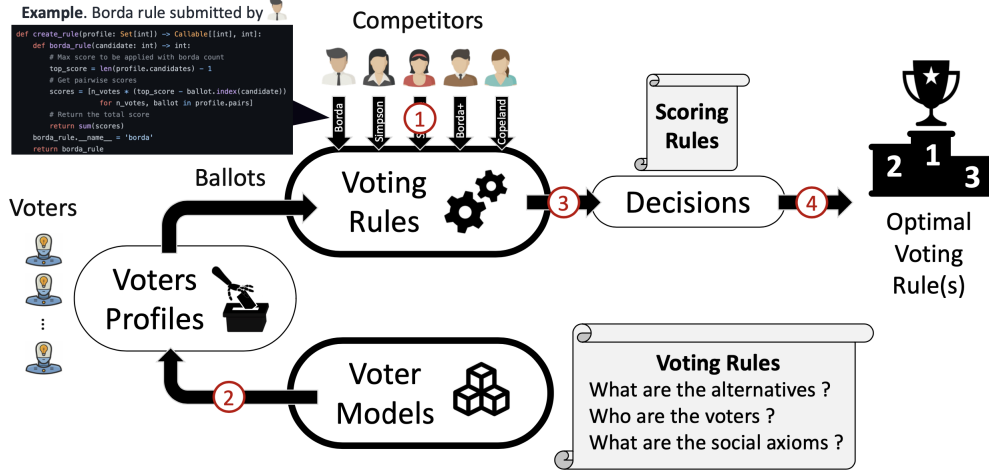 Example. Borda rule submitted by
def create_rule(profile: Set[int]) -> Callable[[int], int]:
def borda_rule(candidate: int) -> int:
# Max score to be applied with borda count
top_score = len(profile.candidates) - 1
# Get pairwise scores
scores = [n_votes * (top_score - ballot.index(candidate))
for n_votes, ballot in profile.pairs]
# Return the total score
return sum(scores)
borda_rule.__name__ = 'borda'
return borda_rule
Competitors
Borda
Simpson
1
Borda+
Copeland
Scoring
Rules
Ballots
Voting
Rules
3
Decisions
4
2
1
3
Optimal
Voting
Rule(s)
Voters
...
Voters
Profiles
2
Voter
Models
Voting Rules
What are the alternatives ?
Who are the voters ?
What are the social axioms ?